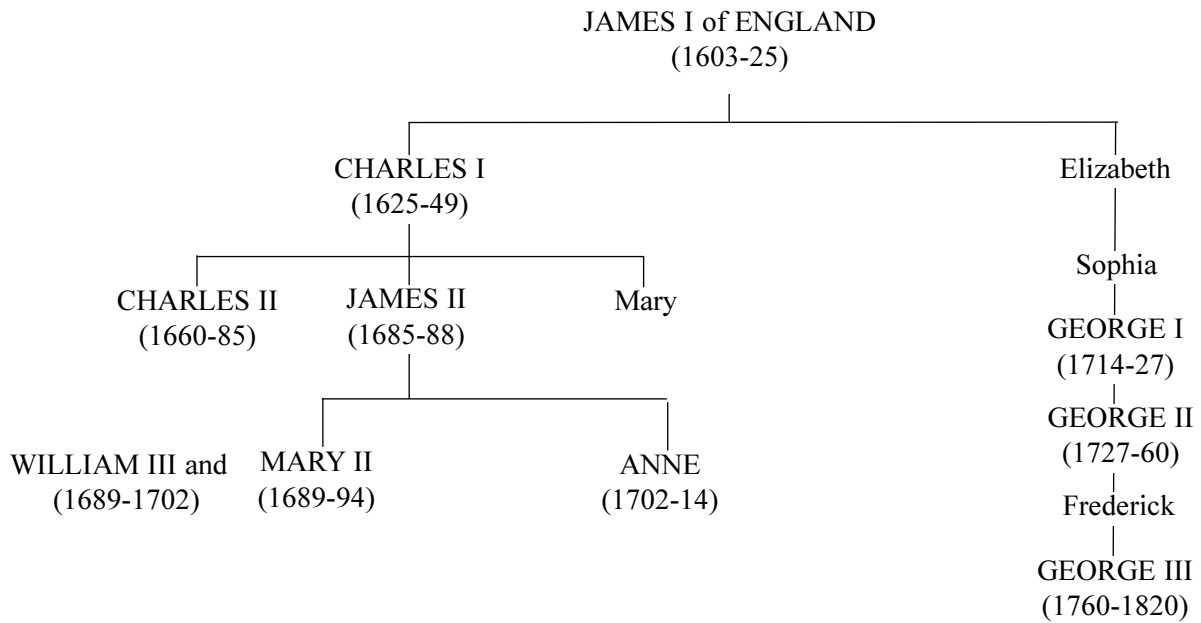 JAMES I of ENGLAND
(1603-25)
CHARLES I
(1625-49)
Elizabeth
Sophia
CHARLES II
(1660-85)
JAMES II
(1685-88)
Mary
GEORGE I
(1714-27)
GEORGE II
(1727-60)
WILLIAM III and
(1689-1702)
MARY II
(1689-94)
ANNE
(1702-14)
Frederick
GEORGE III
(1760-1820)